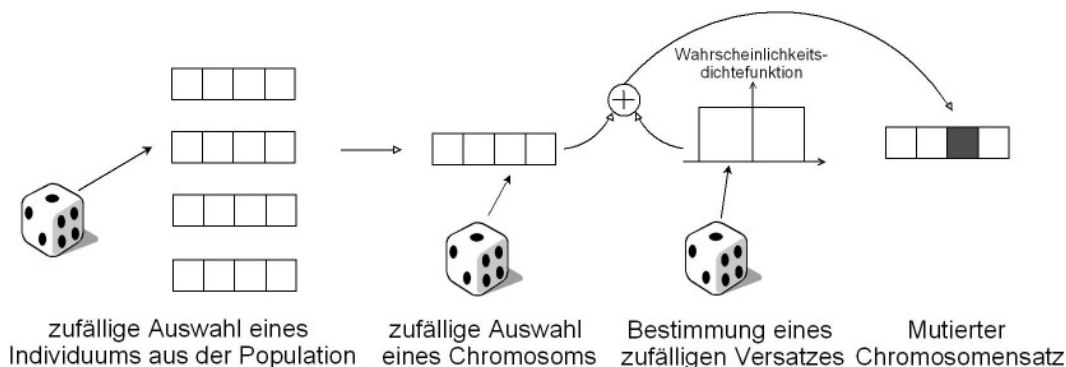 Wahrscheinlichkeits-
dichtefunktion
zufällige Auswahl eines
Individuums aus der Population
zufällige Auswahl
eines Chromosoms
Bestimmung eines
zufälligen Versatzes
Mutierter
Chromosomensatz